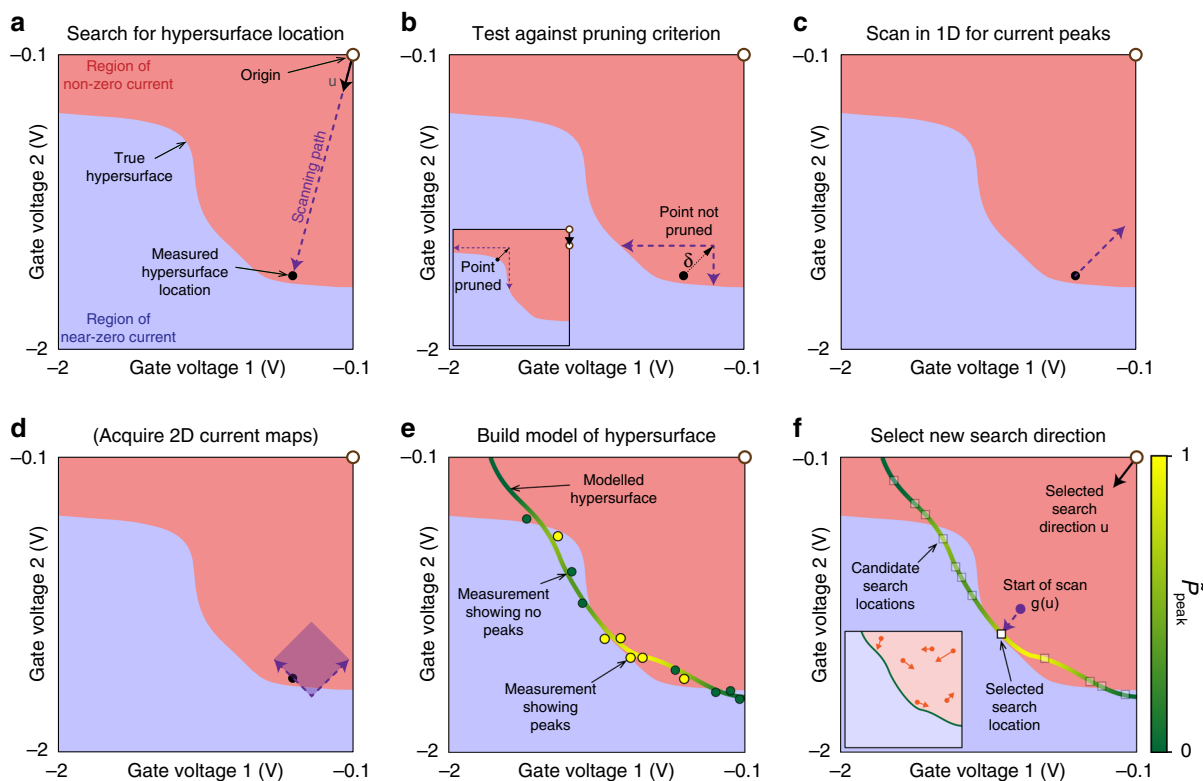 a
Search for hypersurface location
−0.1
Region of
non-zero current
Origin
u
Scanning path
True
hypersurface
Measured
hypersurface
location
Region of
near-zero current
Gate voltage 2 (V)
−2
−2
Gate voltage 1 (V)
−0.1
b
Test against pruning criterion
−0.1
Point not
pruned
δ
Point
pruned
Gate voltage 2 (V)
−2
−2
Gate voltage 1 (V)
−0.1
c
Scan in 1D for current peaks
−0.1
Gate voltage 2 (V)
−2
−2
Gate voltage 1 (V)
−0.1
d
(Acquire 2D current maps)
−0.1
Gate voltage 2 (V)
−2
−2
Gate voltage 1 (V)
−0.1
e
Build model of hypersurface
−0.1
Modelled
hypersurface
Measurement
showing no
peaks
Measurement
showing
peaks
Gate voltage 2 (V)
−2
−2
Gate voltage 1 (V)
−0.1
f
Select new search direction
−0.1
Selected
search
direction u
Candidate
search
locations
Start of scan
g(u)
Selected
search
location
Gate voltage 2 (V)
−2
−2
Gate voltage 1 (V)
−0.1
1
P̃peak
0